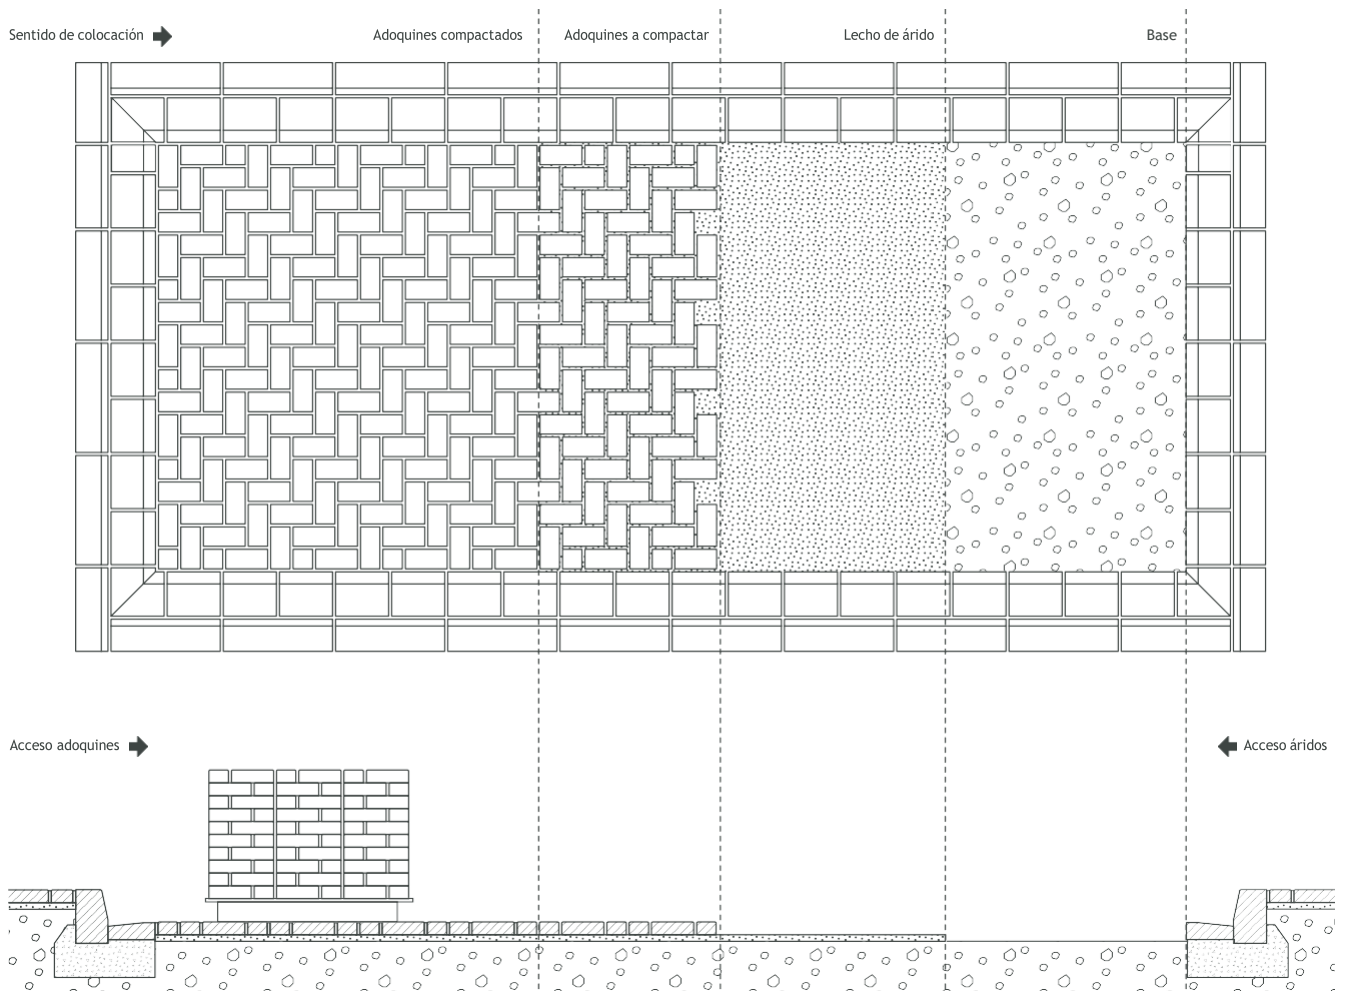 Sentido de colocación
Adoquines compactados
Adoquines a compactar
Lecho de árido
Base
Acceso adoquines
Acceso áridos